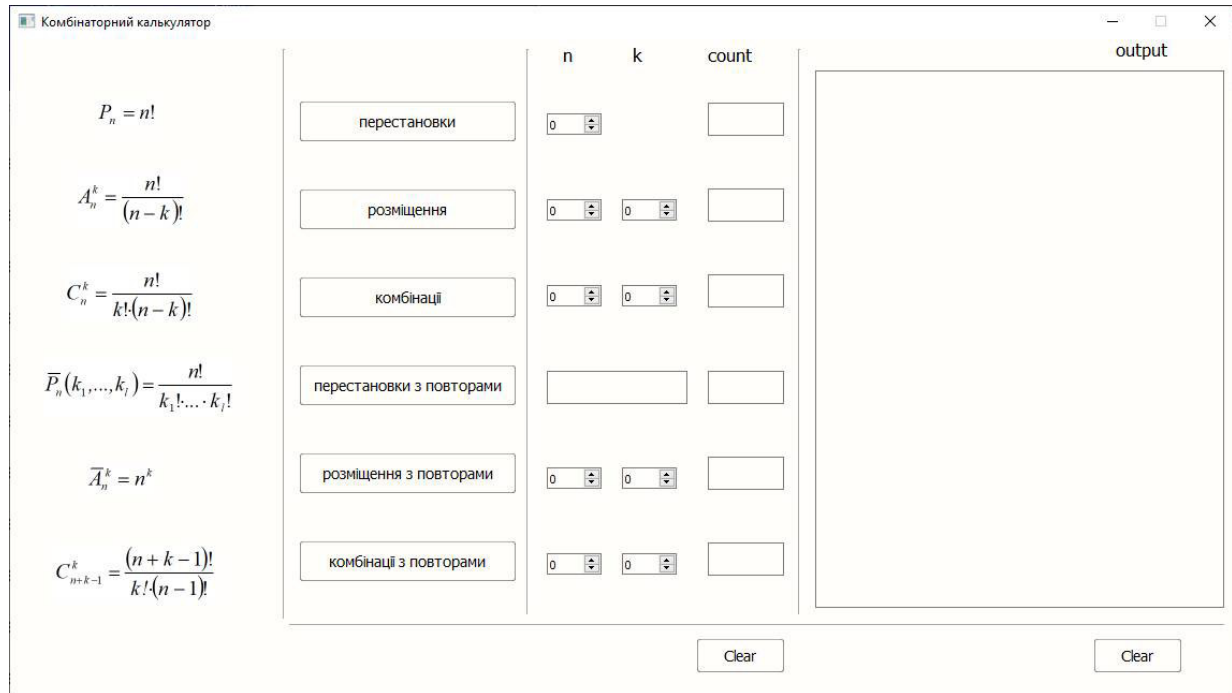 Комбінаторний калькулятор
n k count output
P_n = n!
перестановки
0
A_n^k = n! / (n − k)!
розміщення
0 0
C_n^k = n! / k!·(n − k)!
комбінації
0 0
P̅_n(k_1,...,k_l) = n! / k_1!·...·k_l!
перестановки з повторами
A̅_n^k = n^k
розміщення з повторами
0 0
C_{n+k−1}^k = (n + k − 1)! / k!·(n − 1)!
комбінації з повторами
0 0
Clear
Clear